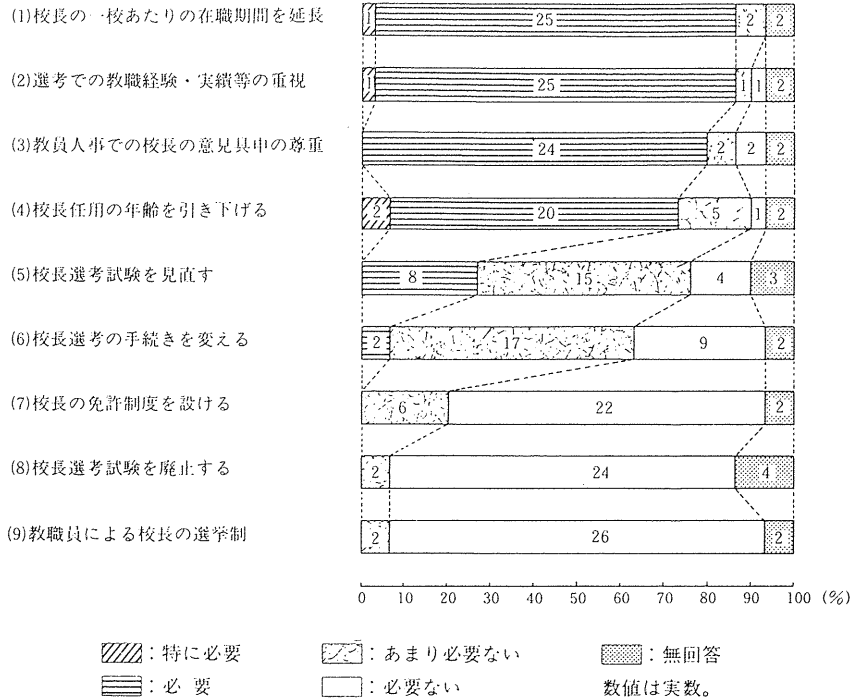 (1)校長の一校あたりの在職期間を延長 1 25 2 2
(2)選考での教職経験・実績等の重視 1 25 1 1 2
(3)教員人事での校長の意見具申の尊重 24 2 2 2
(4)校長任用の年齢を引き下げる 2 20 5 1 2
(5)校長選考試験を見直す 8 15 4 3
(6)校長選考の手続きを変える 2 17 9 2
(7)校長の免許制度を設ける 6 22 2
(8)校長選考試験を廃止する 2 24 4
(9)教職員による校長の選挙制 2 26 2
0 10 20 30 40 50 60 70 80 90 100 (%)
：特に必要 ：あまり必要ない ：無回答
：必 要 ：必要ない 数値は実数。